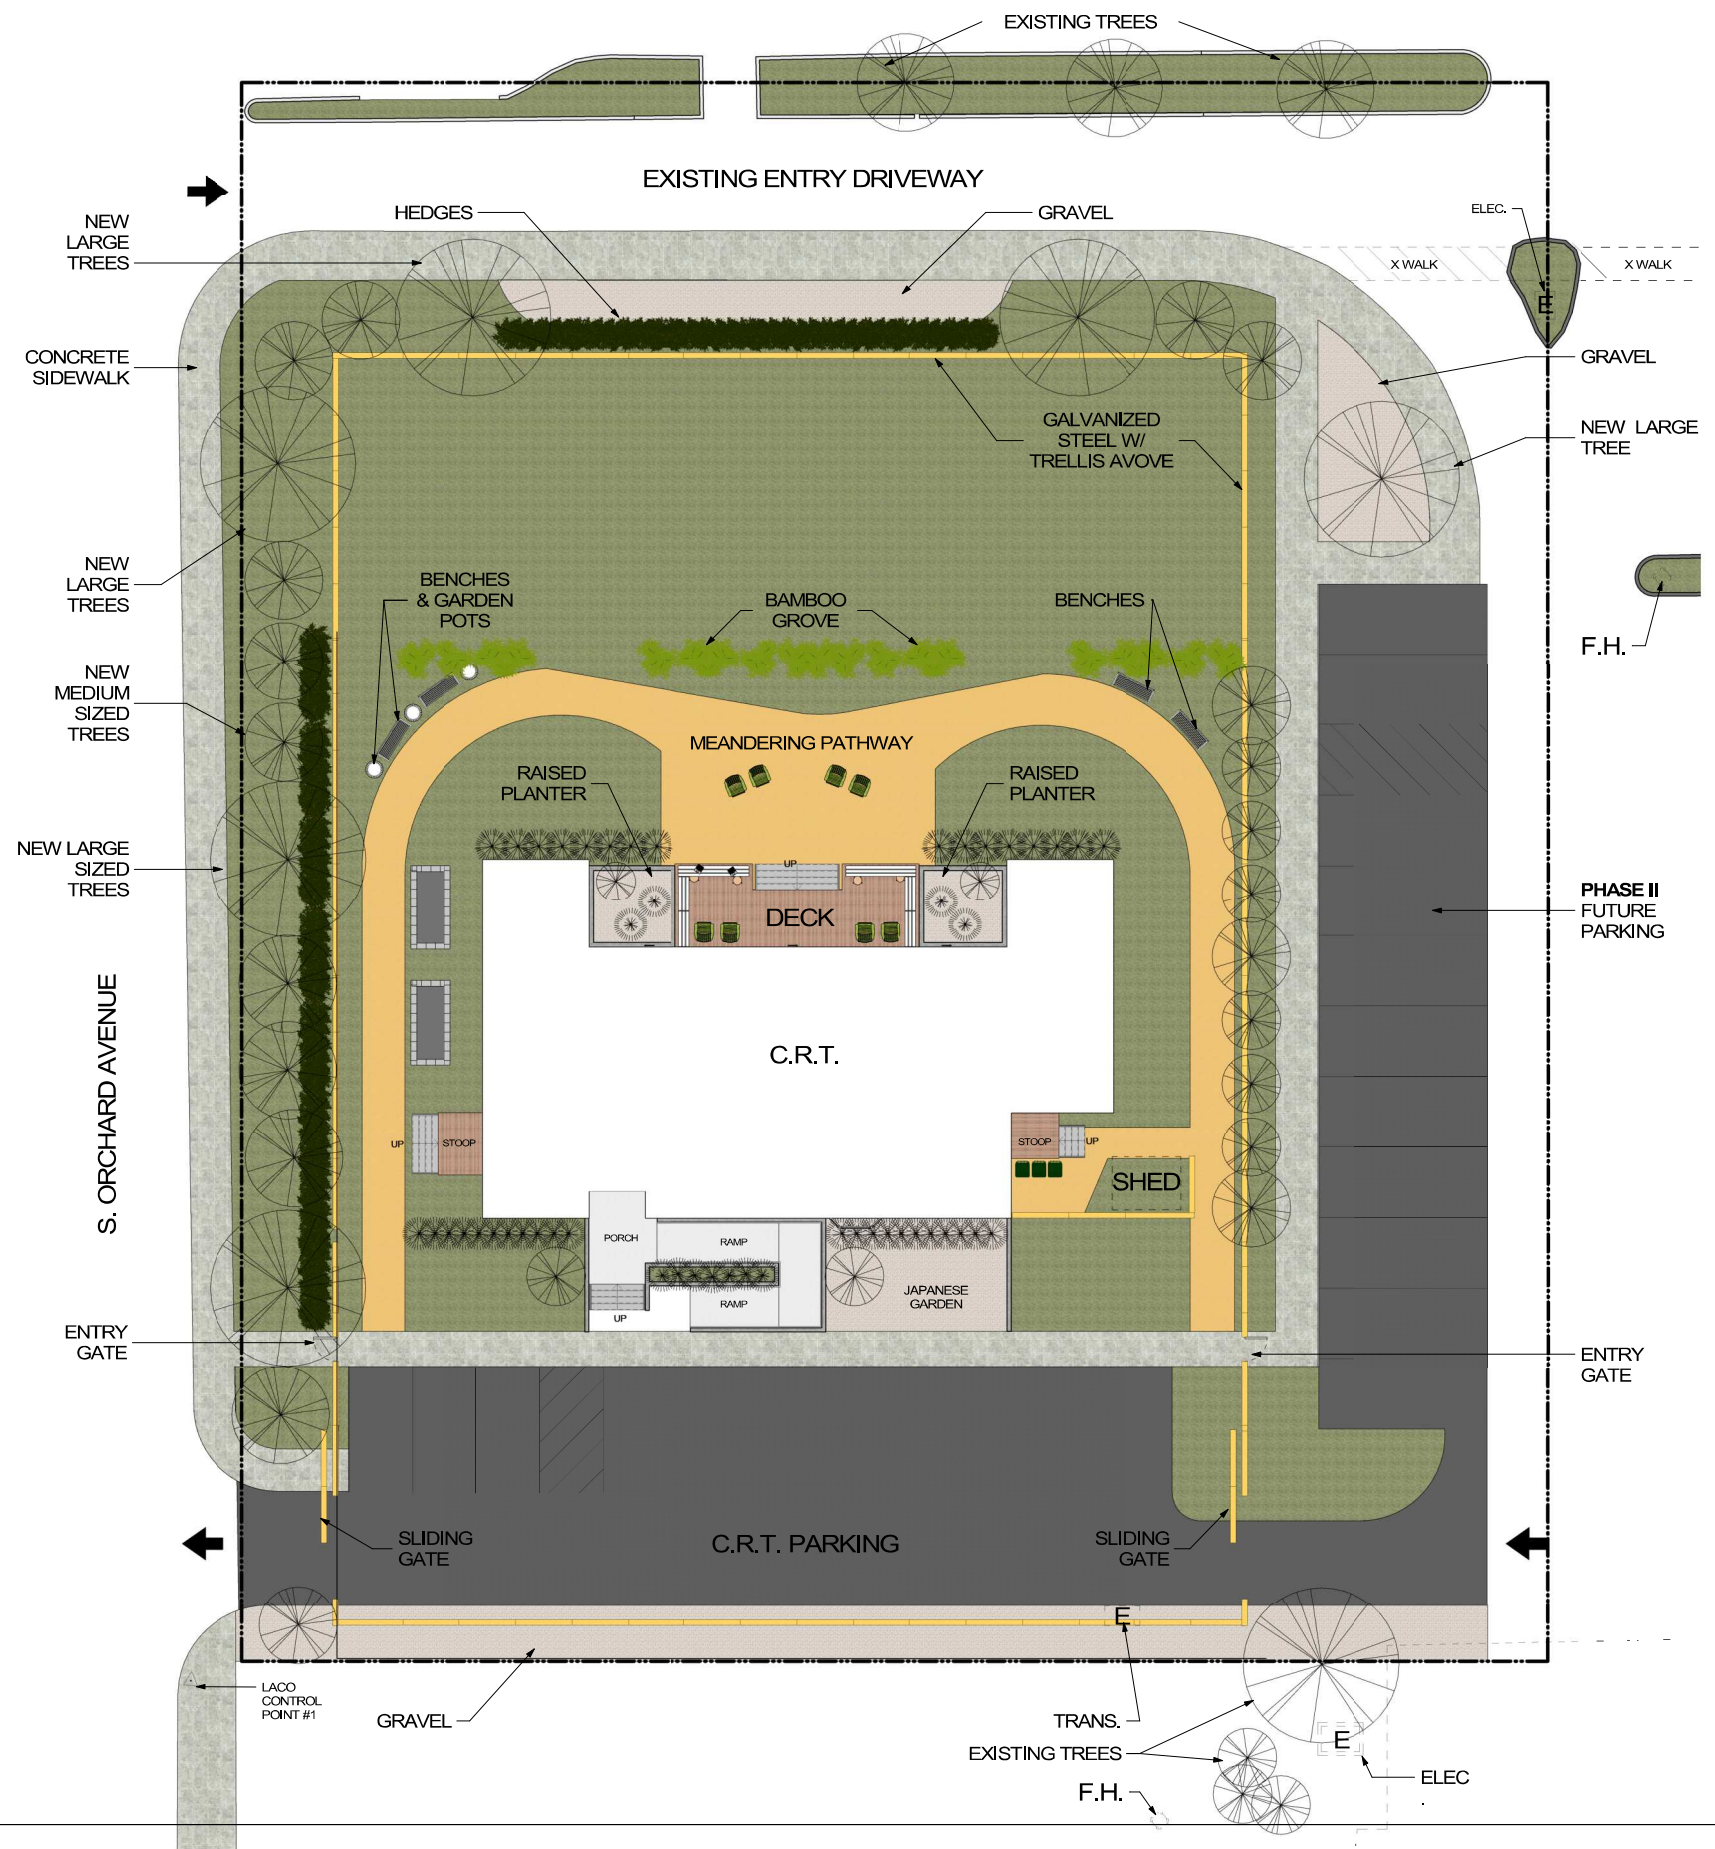 EXISTING TREES
EXISTING ENTRY DRIVEWAY
HEDGES
GRAVEL
ELEC.
NEW
LARGE
TREES
X WALK
X WALK
E
CONCRETE
SIDEWALK
GRAVEL
GALVANIZED
STEEL W/
TRELLIS AVOVE
NEW LARGE
TREE
NEW
LARGE
TREES
BENCHES
& GARDEN
POTS
BAMBOO
GROVE
BENCHES
F.H.
NEW
MEDIUM
SIZED
TREES
MEANDERING PATHWAY
RAISED
PLANTER
RAISED
PLANTER
NEW LARGE
SIZED
TREES
UP
DECK
PHASE II
FUTURE
PARKING
S. ORCHARD AVENUE
C.R.T.
UP
STOOP
STOOP
UP
SHED
PORCH
RAMP
RAMP
UP
JAPANESE
GARDEN
ENTRY
GATE
ENTRY
GATE
SLIDING
GATE
C.R.T. PARKING
SLIDING
GATE
E
LACO
CONTROL
POINT #1
GRAVEL
TRANS.
EXISTING TREES
E
F.H.
ELEC
.